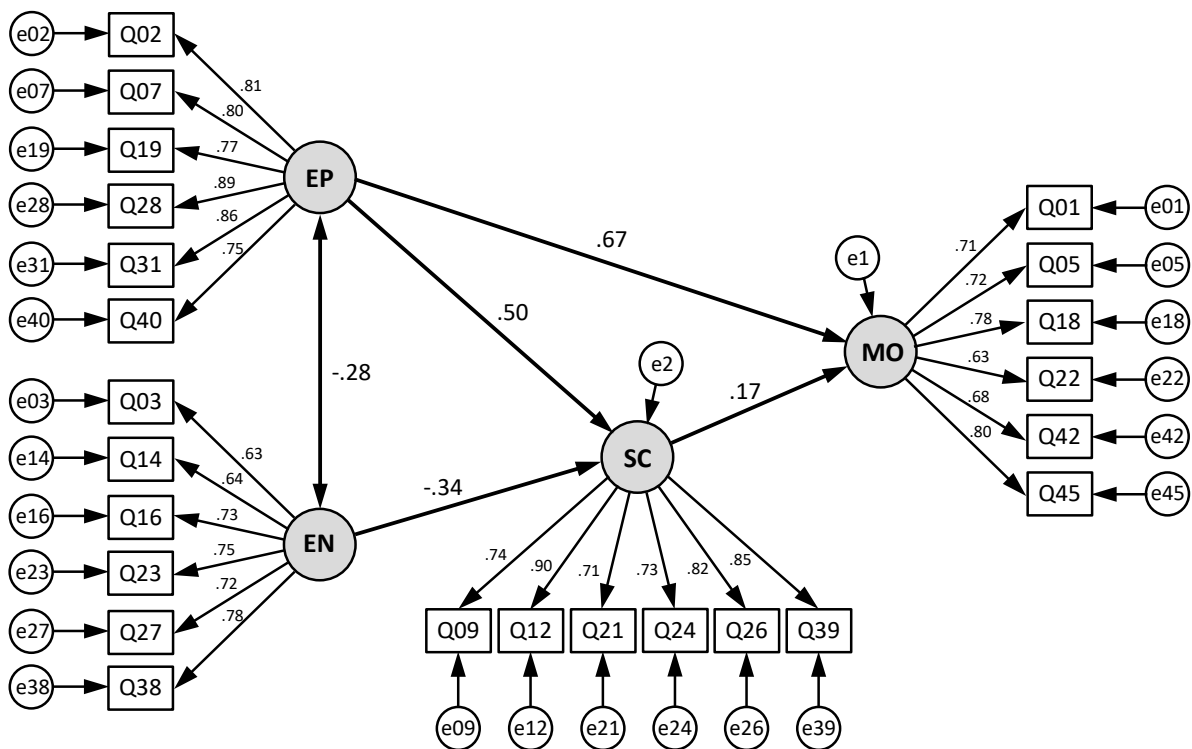 e02 Q02
e07 Q07
e19 Q19
e28 Q28
e31 Q31
e40 Q40
.81
.80
.77
.89
.86
.75
EP
e03 Q03
e14 Q14
e16 Q16
e23 Q23
e27 Q27
e38 Q38
.63
.64
.73
.75
.72
.78
EN
-.28
.67
.50
-.34
.17
e2
SC
.74
.90
.71
.73
.82
.85
Q09 Q12 Q21 Q24 Q26 Q39
e09 e12 e21 e24 e26 e39
e1
MO
.71
.72
.78
.63
.68
.80
Q01 e01
Q05 e05
Q18 e18
Q22 e22
Q42 e42
Q45 e45